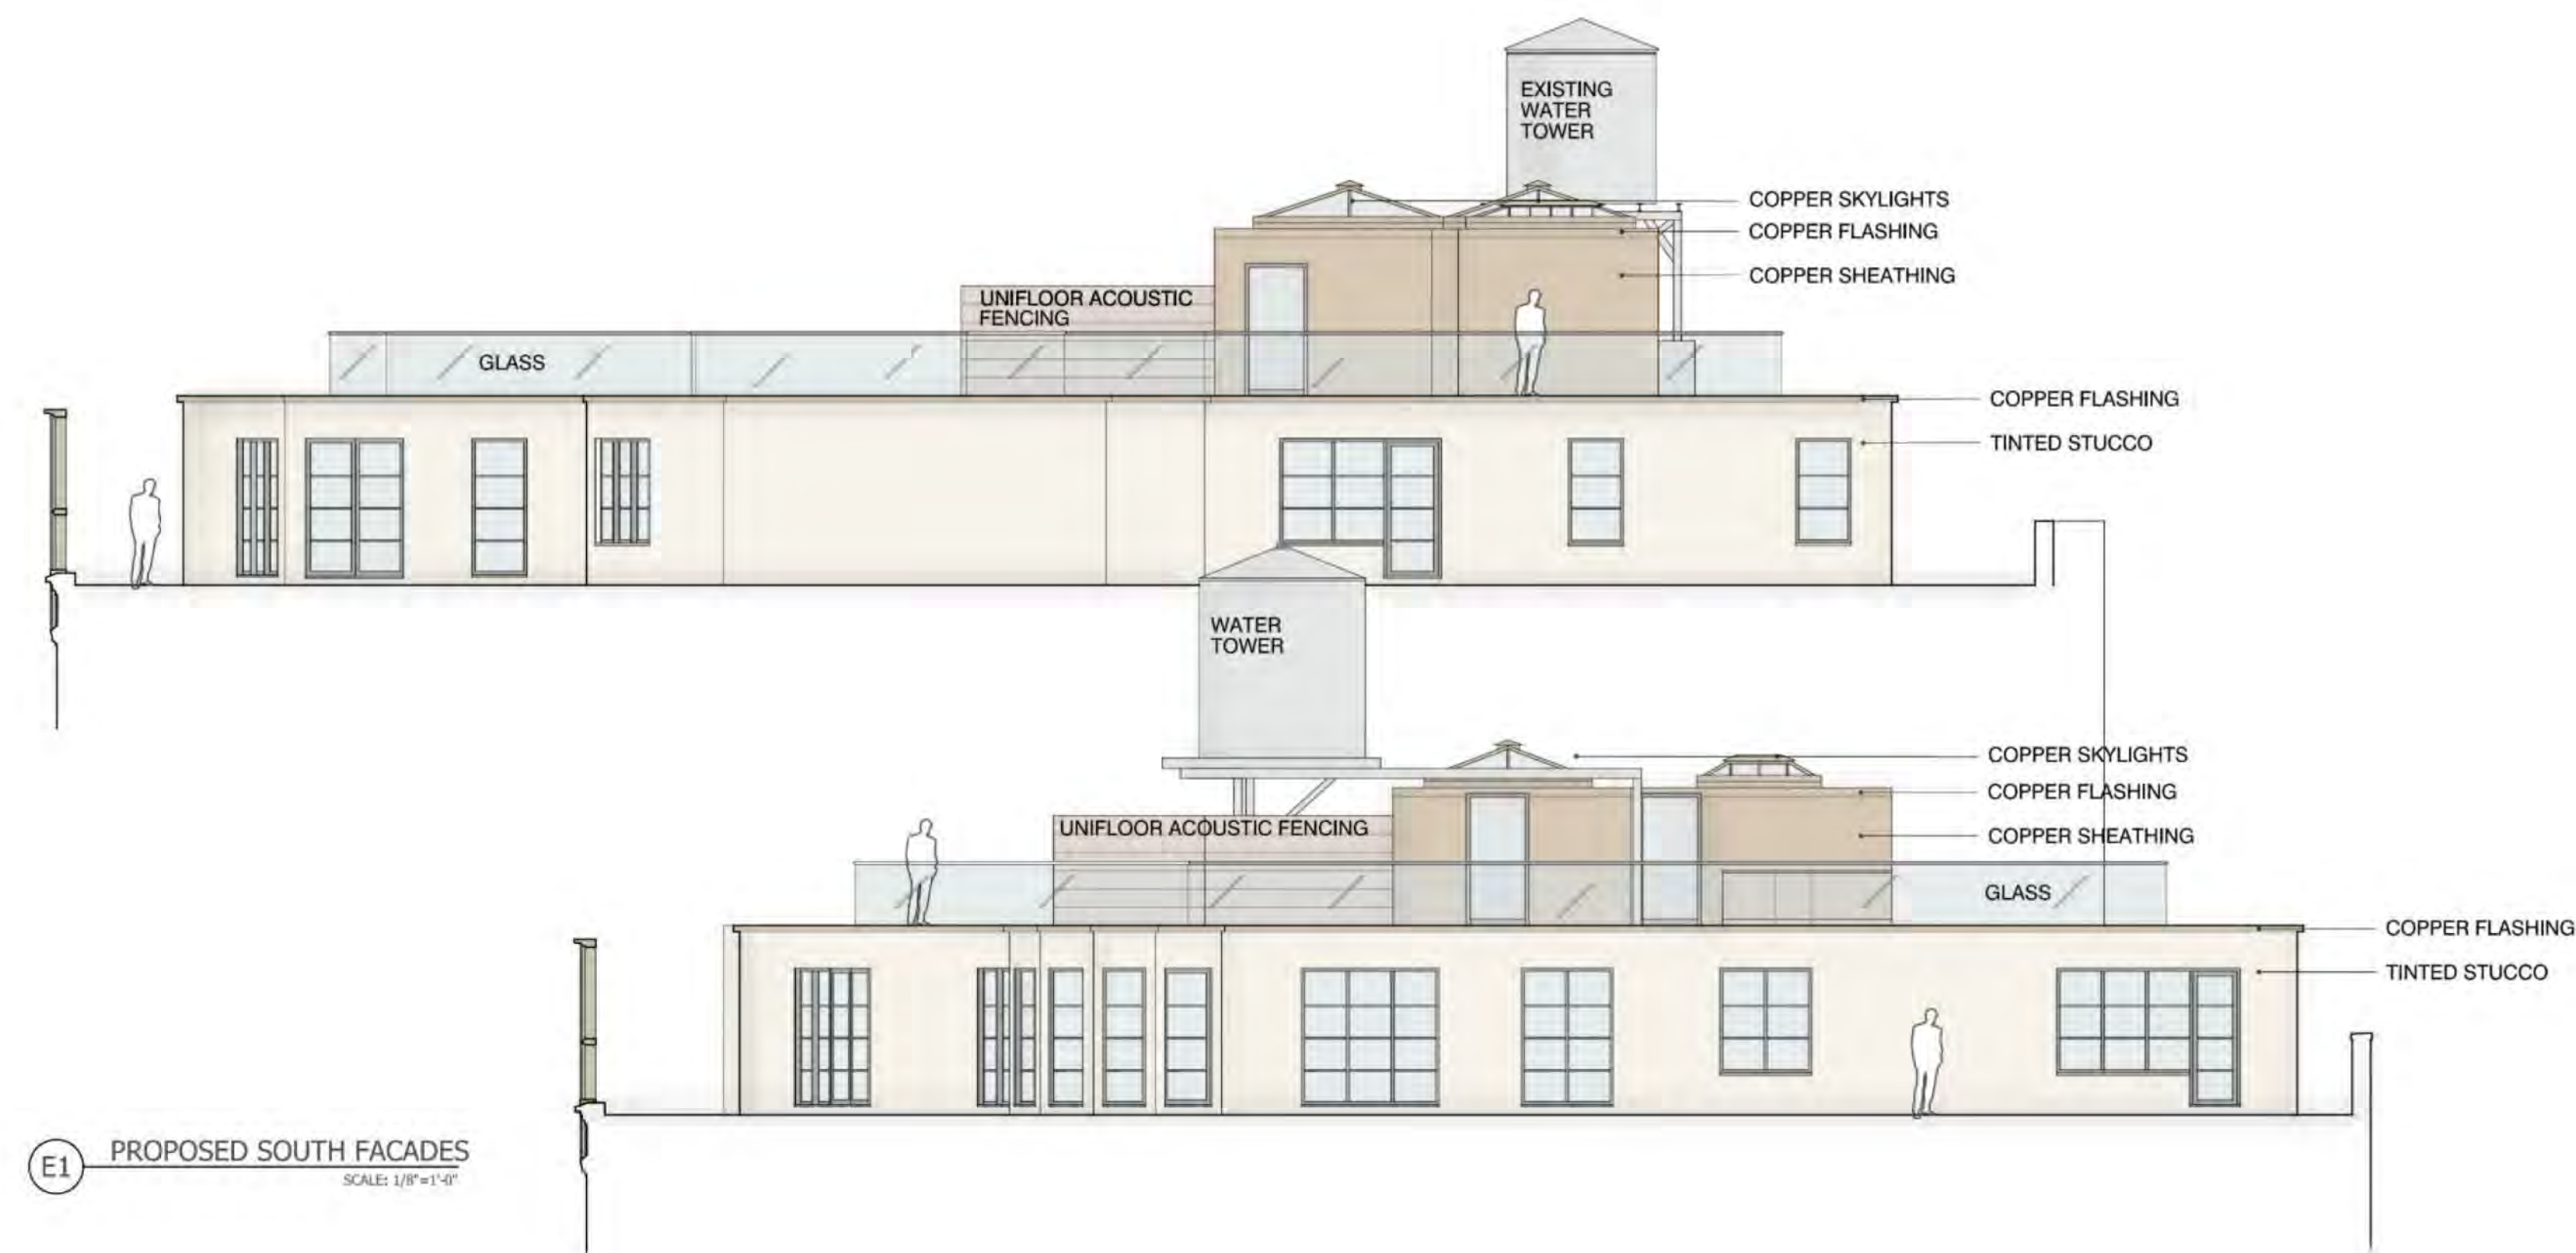 EXISTING
WATER
TOWER
COPPER SKYLIGHTS
COPPER FLASHING
COPPER SHEATHING
UNIFLOOR ACOUSTIC
FENCING
GLASS
COPPER FLASHING
TINTED STUCCO
WATER
TOWER
COPPER SKYLIGHTS
COPPER FLASHING
COPPER SHEATHING
UNIFLOOR ACOUSTIC FENCING
GLASS
COPPER FLASHING
TINTED STUCCO
E1
PROPOSED SOUTH FACADES
SCALE: 1/8"=1'-0"